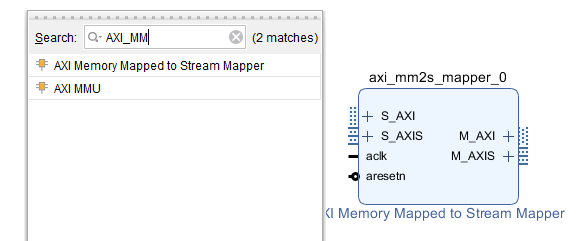 Search: AXI_MM (2 matches)
AXI Memory Mapped to Stream Mapper
AXI MMU
axi_mm2s_mapper_0
S_AXI
S_AXIS M_AXI
aclk M_AXIS
aresetn
XI Memory Mapped to Stream Mapper